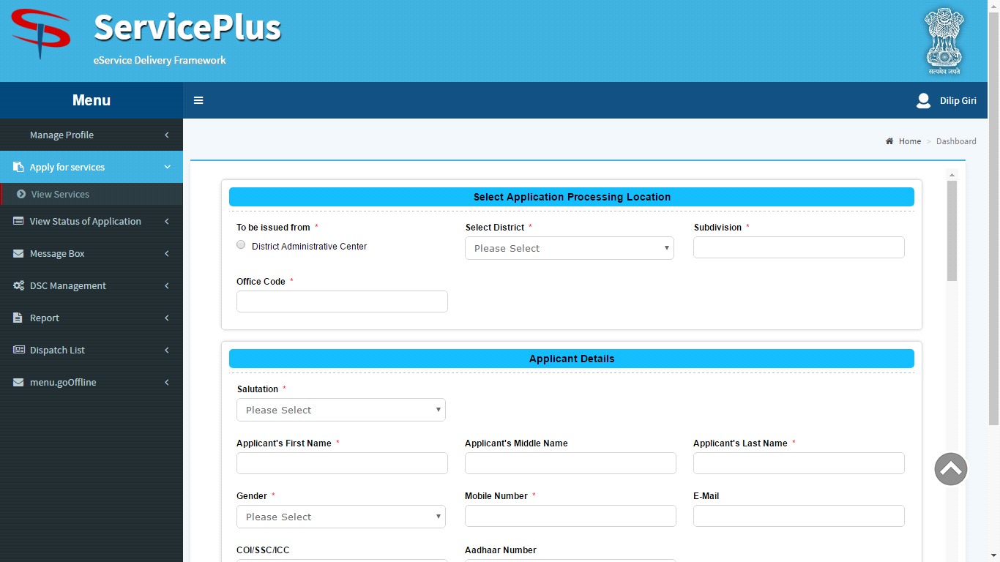 ServicePlus
eService Delivery Framework
सत्यमेव जयते
Menu
Dilip Giri
Manage Profile
Apply for services
View Services
View Status of Application
Message Box
DSC Management
Report
Dispatch List
menu.goOffline
Home > Dashboard
Select Application Processing Location
To be issued from * Select District * Subdivision *
District Administrative Center Please Select
Office Code *
Applicant Details
Salutation *
Please Select
Applicant's First Name * Applicant's Middle Name Applicant's Last Name *
Gender * Mobile Number * E-Mail
Please Select
COI/SSC/ICC Aadhaar Number